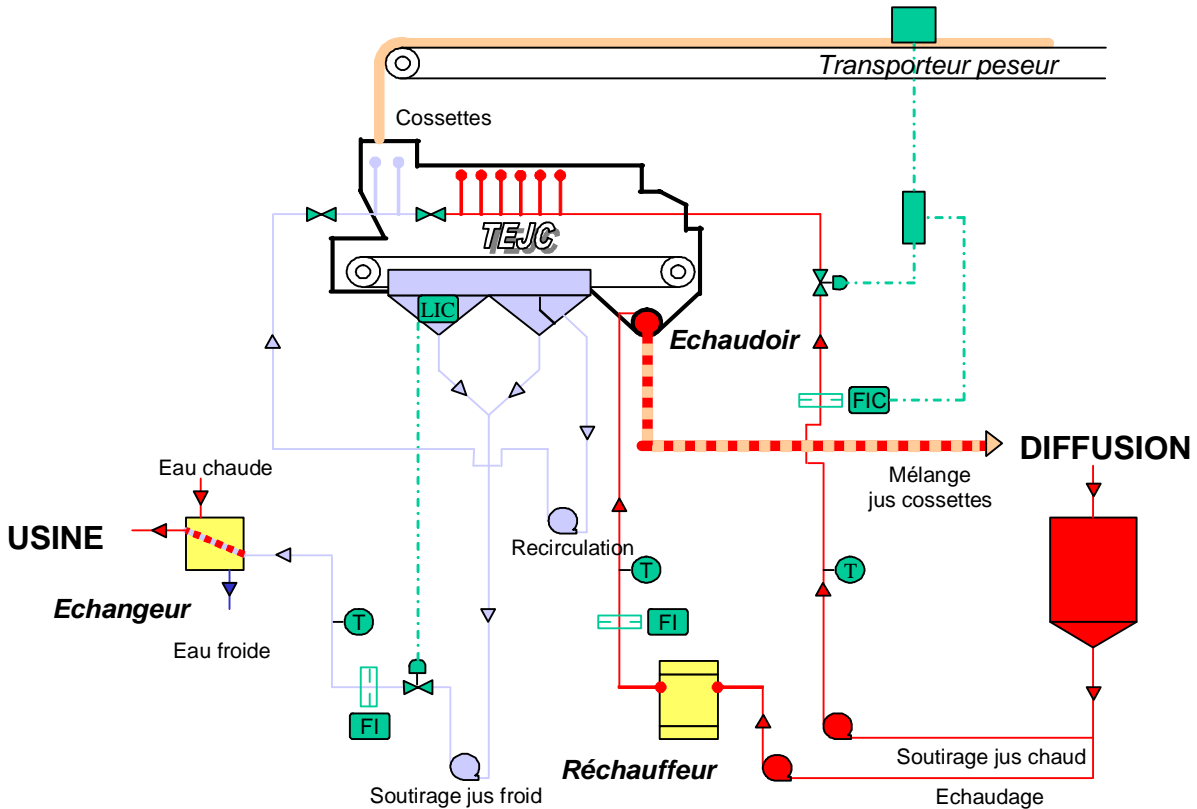 Transporteur peseur
Cossettes
TEJC
LIC
Echaudoir
FIC
DIFFUSION
Mélange
jus cossettes
Eau chaude
USINE
Recirculation
Echangeur
T
T
T
FI
Eau froide
FI
Réchauffeur
Soutirage jus chaud
Soutirage jus froid
Echaudage